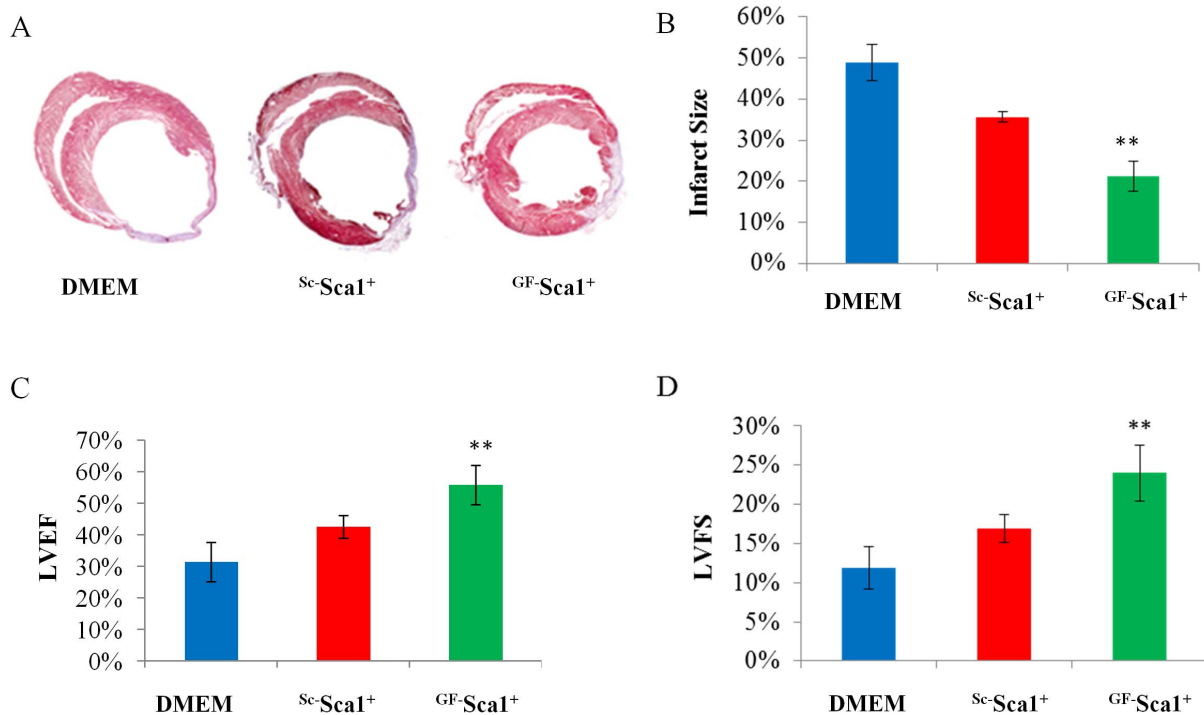 A
DMEM
Sc-Sca1+
GF-Sca1+
B
Infarct Size
60%
50%
40%
30%
20%
10%
0%
**
DMEM
Sc-Sca1+
GF-Sca1+
C
LVEF
70%
60%
50%
40%
30%
20%
10%
0%
**
DMEM
Sc-Sca1+
GF-Sca1+
D
LVFS
30%
25%
20%
15%
10%
5%
0%
**
DMEM
Sc-Sca1+
GF-Sca1+